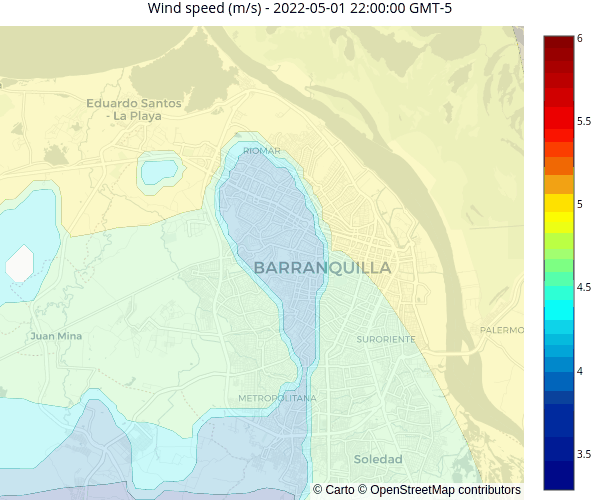 Wind speed (m/s) - 2022-05-01 22:00:00 GMT-5
6
Eduardo Santos
- La Playa
5.5
RIOMAR
5
BARRANQUILLA
4.5
Juan Mina
SURORIENTE
PALERMO
4
METROPOLITANA
Soledad
3.5
© Carto © OpenStreetMap contributors